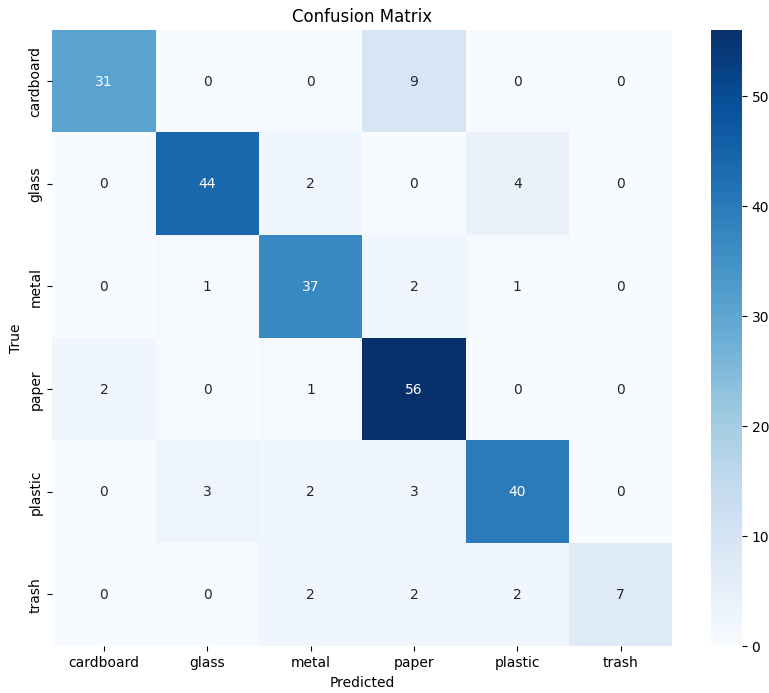 Confusion Matrix
cardboard 31 0 0 9 0 0
glass 0 44 2 0 4 0
metal 0 1 37 2 1 0
paper 2 0 1 56 0 0
plastic 0 3 2 3 40 0
trash 0 0 2 2 2 7
cardboard glass metal paper plastic trash
Predicted
True
50
40
30
20
10
0